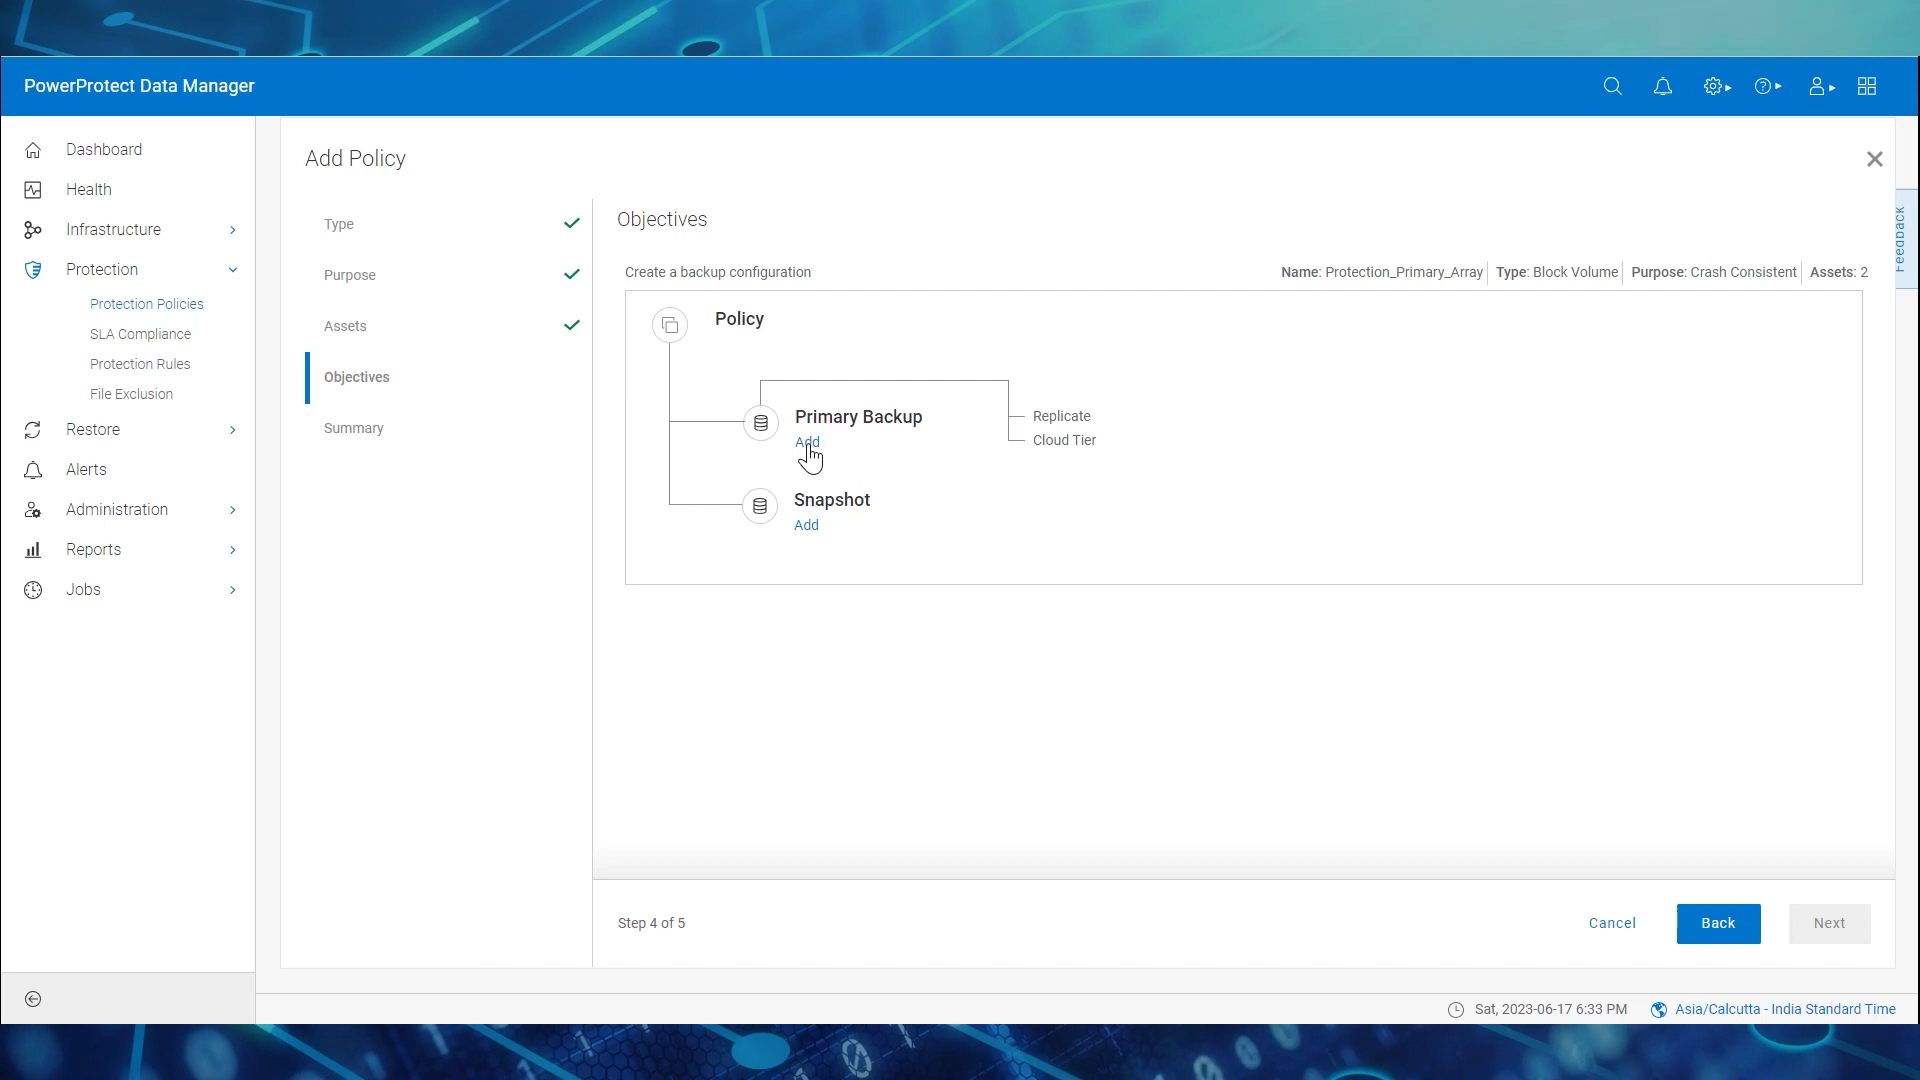 PowerProtect Data Manager
Dashboard
Health
Infrastructure
Protection
Protection Policies
SLA Compliance
Protection Rules
File Exclusion
Restore
Alerts
Administration
Reports
Jobs
Add Policy
Type
Purpose
Assets
Objectives
Summary
Objectives
Create a backup configuration
Name: Protection_Primary_Array | Type: Block Volume | Purpose: Crash Consistent | Assets: 2
Policy
Primary Backup
Add
Replicate
Cloud Tier
Snapshot
Add
Step 4 of 5
Cancel
Back
Next
Feedback
Sat, 2023-06-17 6:33 PM
Asia/Calcutta - India Standard Time